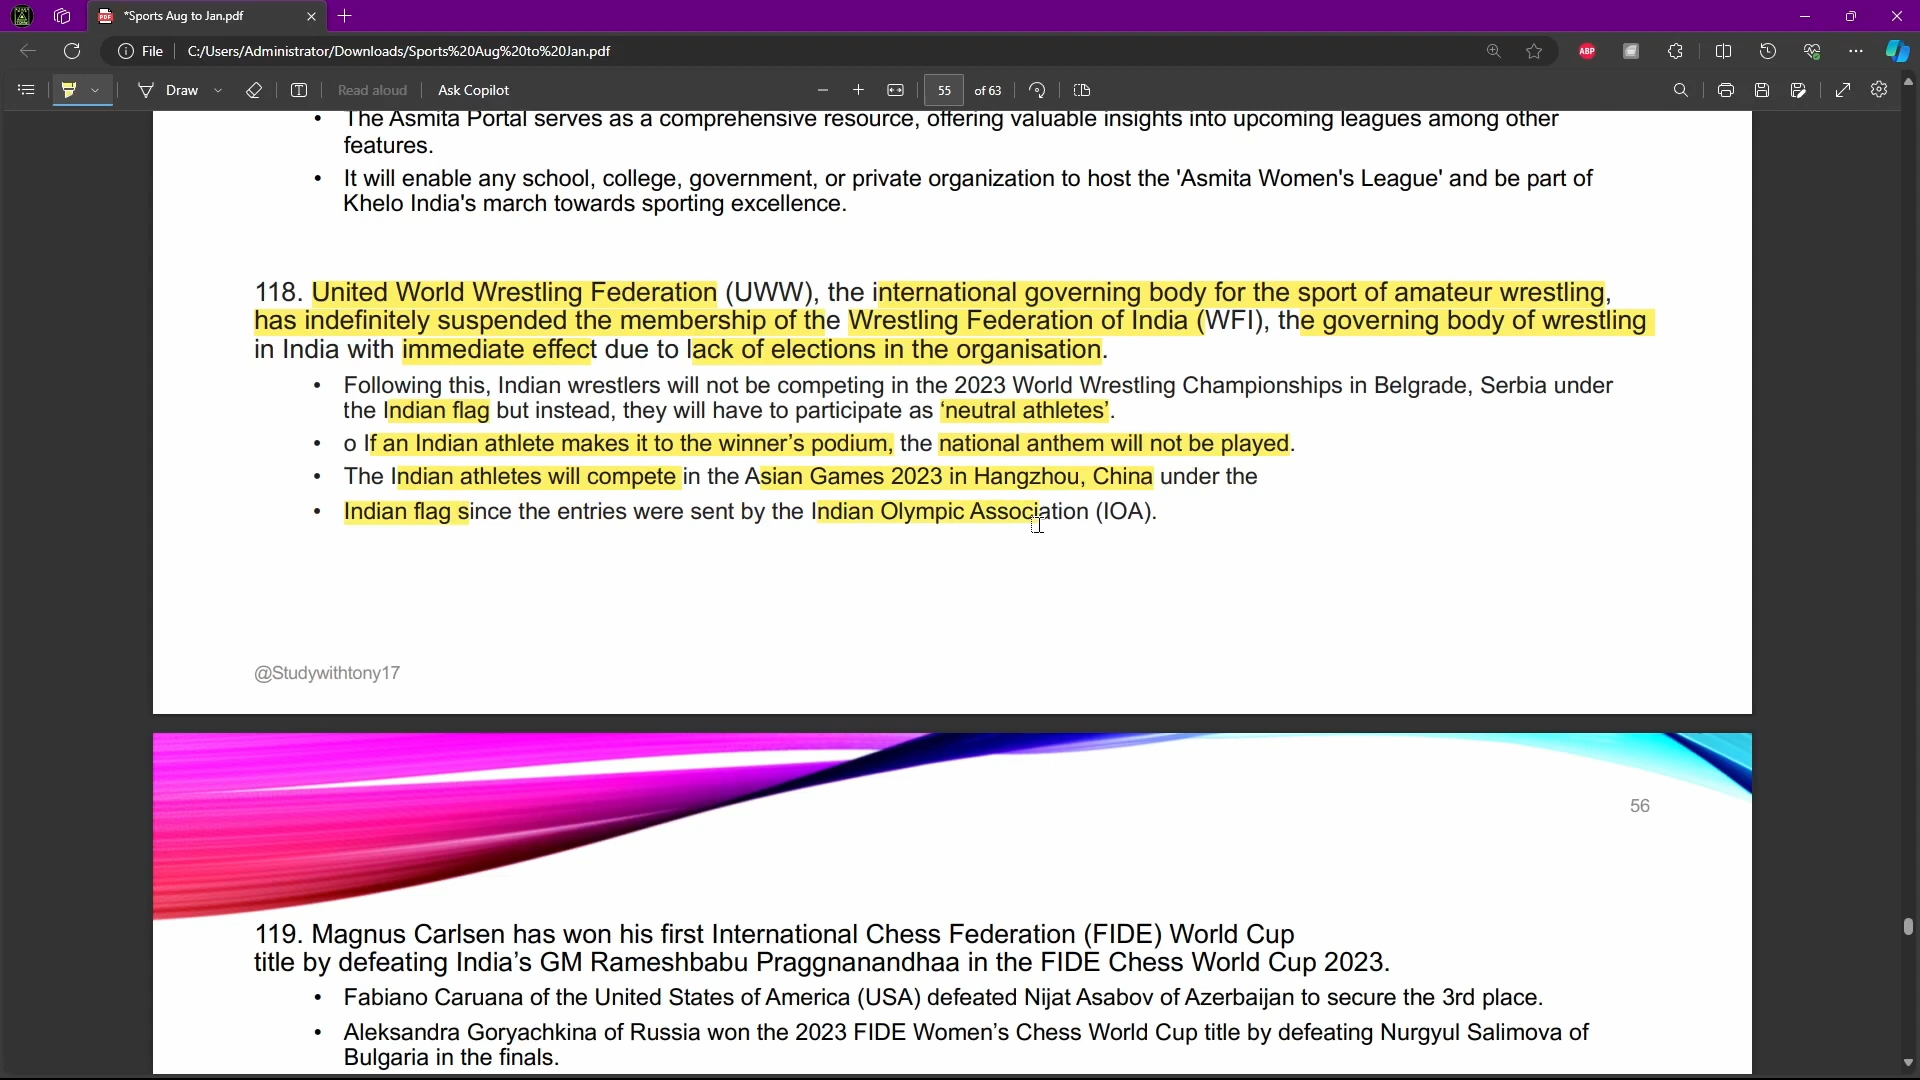 *Sports Aug to Jan.pdf
File C:/Users/Administrator/Downloads/Sports%20Aug%20to%20Jan.pdf
ABP
Draw Read aloud Ask Copilot 55 of 63
• The Asmita Portal serves as a comprehensive resource, offering valuable insights into upcoming leagues among other
features.
• It will enable any school, college, government, or private organization to host the 'Asmita Women's League' and be part of
Khelo India's march towards sporting excellence.
118. United World Wrestling Federation (UWW), the international governing body for the sport of amateur wrestling,
has indefinitely suspended the membership of the Wrestling Federation of India (WFI), the governing body of wrestling
in India with immediate effect due to lack of elections in the organisation.
• Following this, Indian wrestlers will not be competing in the 2023 World Wrestling Championships in Belgrade, Serbia under
the Indian flag but instead, they will have to participate as ‘neutral athletes’.
• o If an Indian athlete makes it to the winner’s podium, the national anthem will not be played.
• The Indian athletes will compete in the Asian Games 2023 in Hangzhou, China under the
• Indian flag since the entries were sent by the Indian Olympic Association (IOA).
@Studywithtony17
56
119. Magnus Carlsen has won his first International Chess Federation (FIDE) World Cup
title by defeating India’s GM Rameshbabu Praggnanandhaa in the FIDE Chess World Cup 2023.
• Fabiano Caruana of the United States of America (USA) defeated Nijat Asabov of Azerbaijan to secure the 3rd place.
• Aleksandra Goryachkina of Russia won the 2023 FIDE Women’s Chess World Cup title by defeating Nurgyul Salimova of
Bulgaria in the finals.